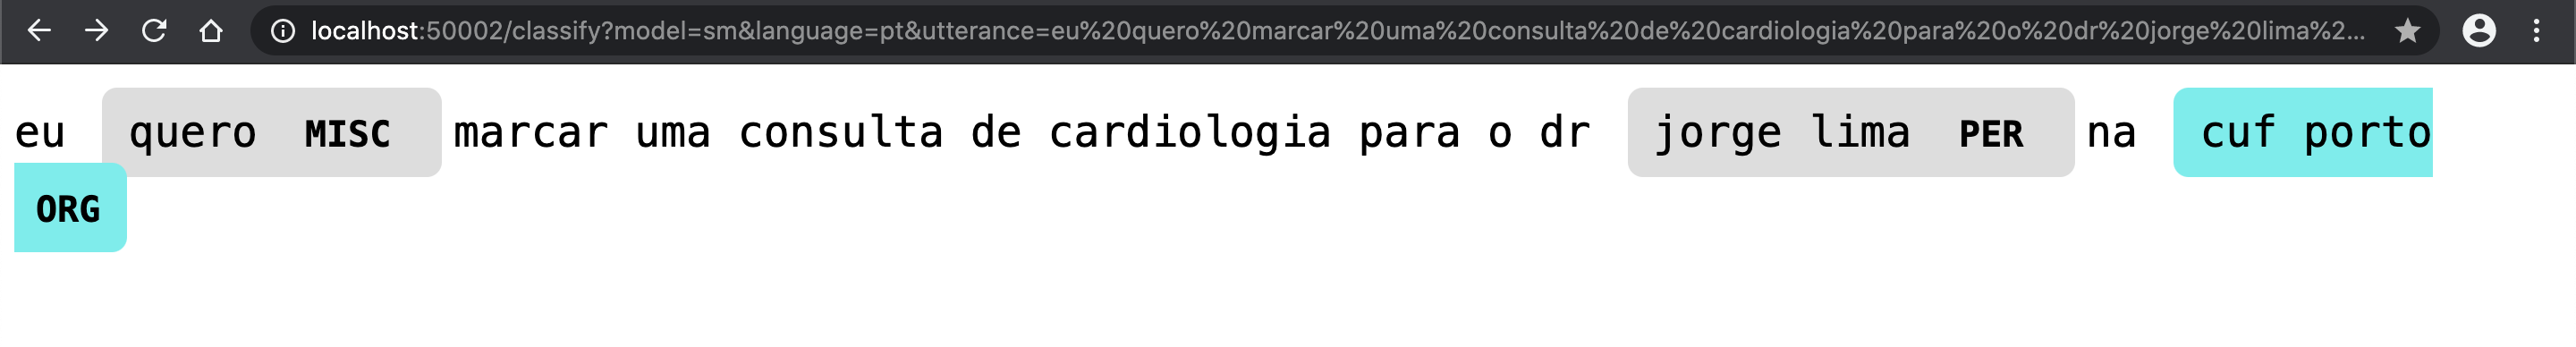 localhost:50002/classify?model=sm&language=pt&utterance=eu%20quero%20marcar%20uma%20consulta%20de%20cardiologia%20para%20o%20dr%20jorge%20lima%2...
eu quero MISC marcar uma consulta de cardiologia para o dr jorge lima PER na cuf porto
ORG